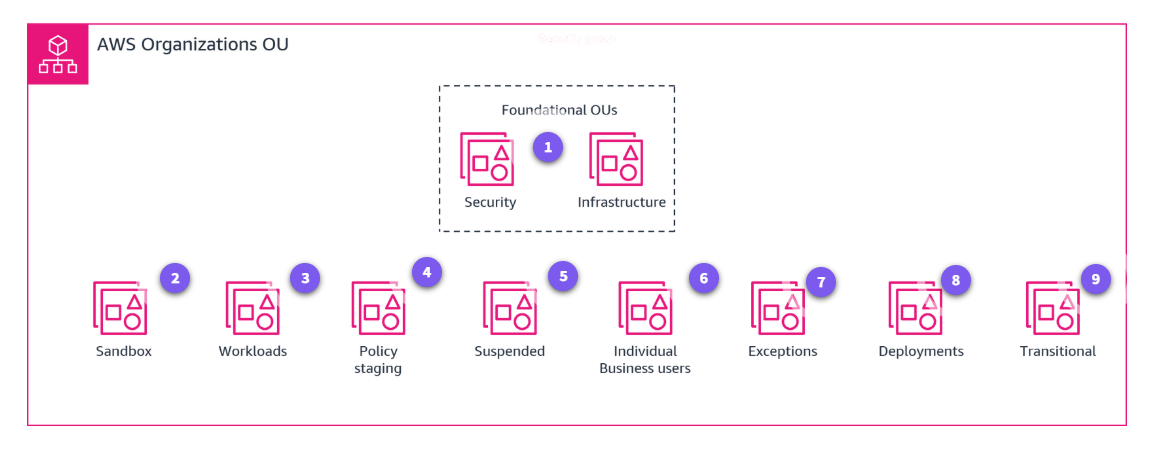 AWS Organizations OU
Foundational OUs
1
Security
Infrastructure
2
3
4
5
6
7
8
9
Sandbox
Workloads
Policy
staging
Suspended
Individual
Business users
Exceptions
Deployments
Transitional